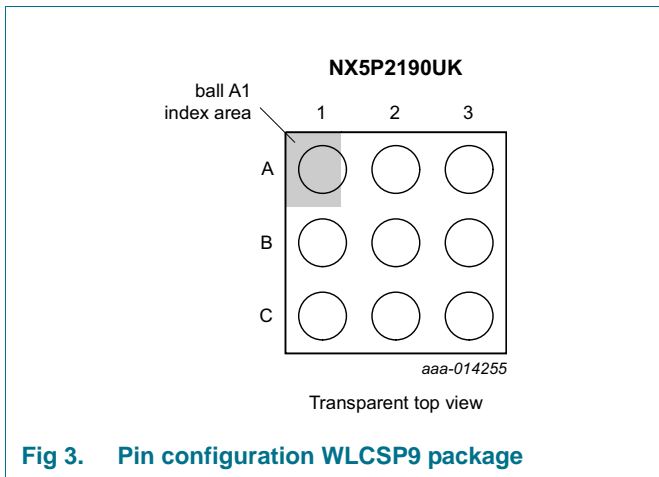 NX5P2190UK
ball A1
index area
1 2 3
A
B
C
aaa-014255
Transparent top view
Fig 3. Pin configuration WLCSP9 package